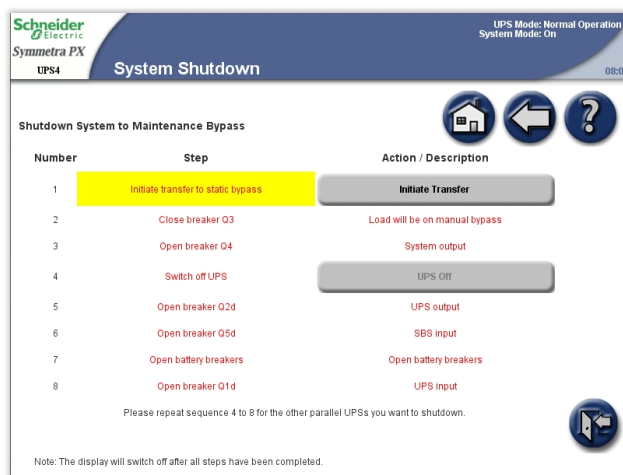 Schneider
Electric
Symmetra PX
UPS4
System Shutdown
UPS Mode: Normal Operation
System Mode: On
08:0
Shutdown System to Maintenance Bypass
Number Step Action / Description
1 Initiate transfer to static bypass Initiate Transfer
2 Close breaker Q3 Load will be on manual bypass
3 Open breaker Q4 System output
4 Switch off UPS UPS Off
5 Open breaker Q2d UPS output
6 Open breaker Q5d SBS input
7 Open battery breakers Open battery breakers
8 Open breaker Q1d UPS input
Please repeat sequence 4 to 8 for the other parallel UPSs you want to shutdown.
Note: The display will switch off after all steps have been completed.